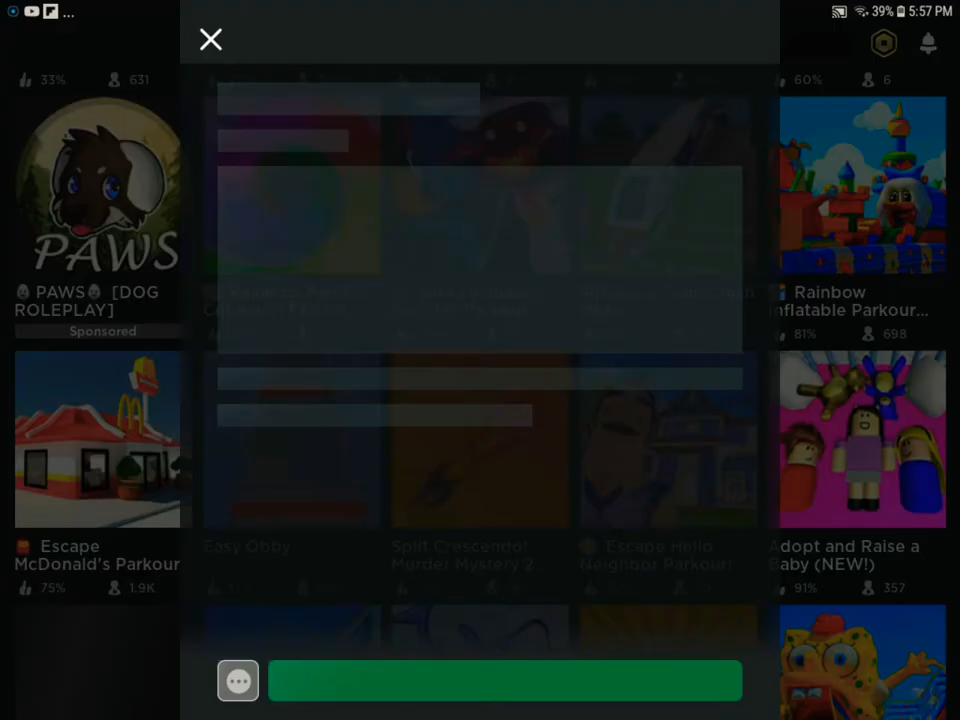 ...
39% 5:57 PM
33% 631
60% 6
PAWS
PAWS [DOG
ROLEPLAY]
Sponsored
Rainbow
Inflatable Parkour...
81% 698
Escape
McDonald's Parkour
75% 1.9K
Easy Obby
Split Crescendo!
Murder Mystery 2...
Escape Hello
Neighbor Parkour!
Adopt and Raise a
Baby (NEW!)
91% 357